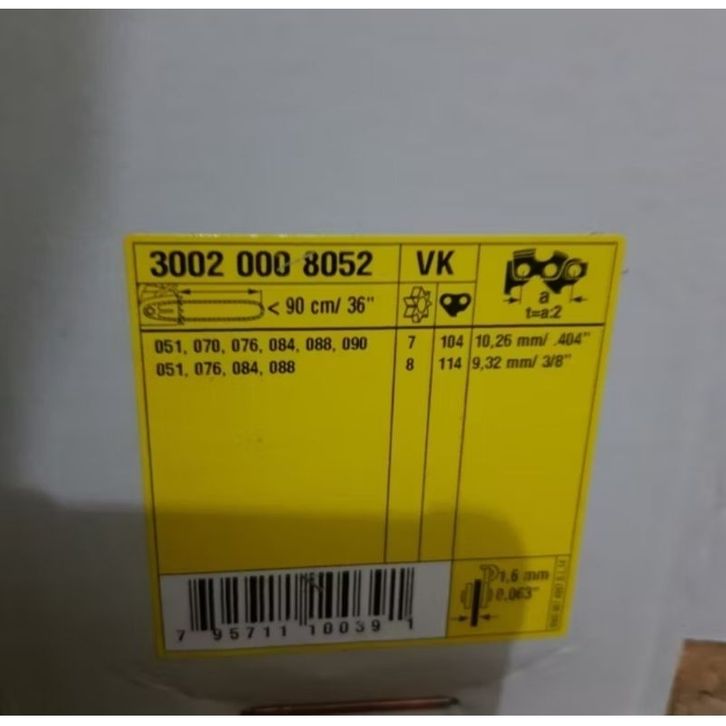 3002 000 8052 VK
a
t=a:2
< 90 cm/ 36"
051, 070, 076, 084, 088, 090 7 104 10,26 mm/ .404"
051, 076, 084, 088 8 114 9,32 mm/ 3/8"
1,6 mm
0.063"
7 95711 10039 1